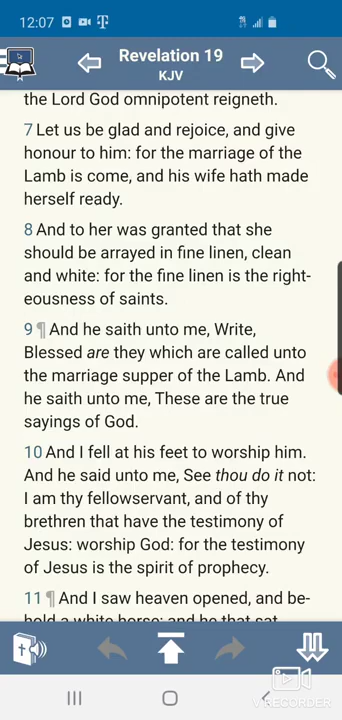 12:07
Revelation 19
KJV
the Lord God omnipotent reigneth.
7 Let us be glad and rejoice, and give
honour to him: for the marriage of the
Lamb is come, and his wife hath made
herself ready.
8 And to her was granted that she
should be arrayed in fine linen, clean
and white: for the fine linen is the right-
eousness of saints.
9 ¶ And he saith unto me, Write,
Blessed are they which are called unto
the marriage supper of the Lamb. And
he saith unto me, These are the true
sayings of God.
10 And I fell at his feet to worship him.
And he said unto me, See thou do it not:
I am thy fellowservant, and of thy
brethren that have the testimony of
Jesus: worship God: for the testimony
of Jesus is the spirit of prophecy.
11 ¶ And I saw heaven opened, and be-
hold a white horse; and he that sat
V RECORDER